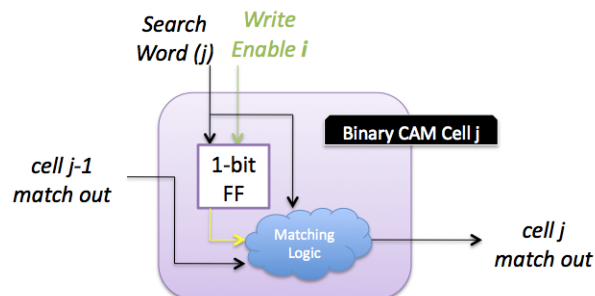 Search
Word (j)
Write
Enable i
Binary CAM Cell j
1-bit
FF
cell j-1
match out
Matching
Logic
cell j
match out